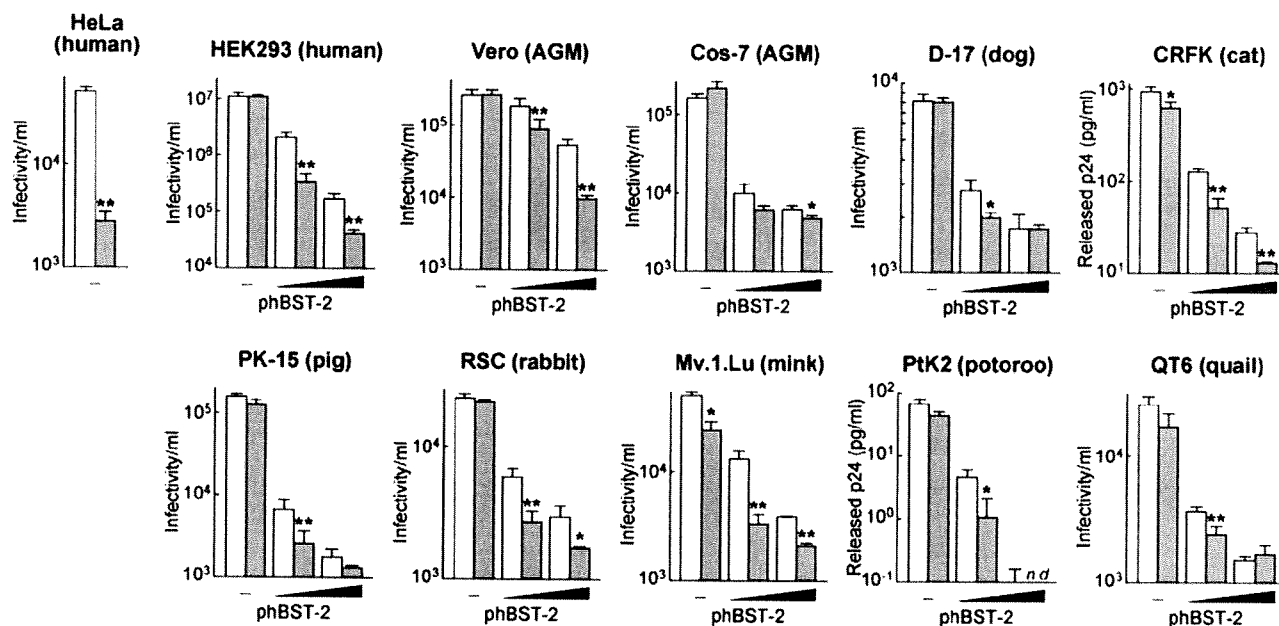 HeLa
(human)
Infectivity/ml
10⁴
10³
**
–
HEK293 (human)
Infectivity/ml
10⁷
10⁶
10⁵
10⁴
**
**
–
phBST-2
Vero (AGM)
Infectivity/ml
10⁵
10⁴
10³
**
**
–
phBST-2
Cos-7 (AGM)
Infectivity/ml
10⁵
10⁴
10³
*
–
phBST-2
D-17 (dog)
Infectivity/ml
10⁴
10³
*
–
phBST-2
CRFK (cat)
Released p24 (pg/ml)
10³
10²
10¹
*
**
**
–
phBST-2
PK-15 (pig)
Infectivity/ml
10⁵
10⁴
10³
**
–
phBST-2
RSC (rabbit)
Infectivity/ml
10⁴
10³
**
*
–
phBST-2
Mv.1.Lu (mink)
Infectivity/ml
10⁴
10³
*
**
**
–
phBST-2
PtK2 (potoroo)
Released p24 (pg/ml)
10²
10¹
10⁰
10⁻¹
*
nd
–
phBST-2
QT6 (quail)
Infectivity/ml
10⁴
10³
**
–
phBST-2